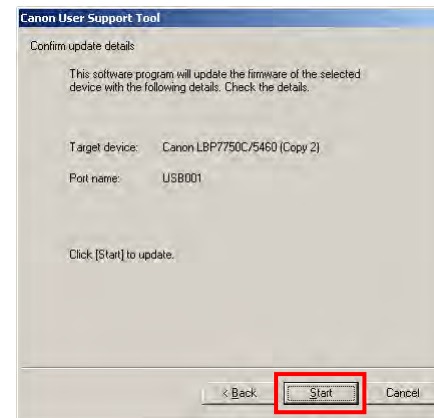 Canon User Support Tool
Confirm update details
This software program will update the firmware of the selected
device with the following details. Check the details.
Target device: Canon LBP7750C/5460 (Copy 2)
Port name: USB001
Click [Start] to update.
< Back Start Cancel